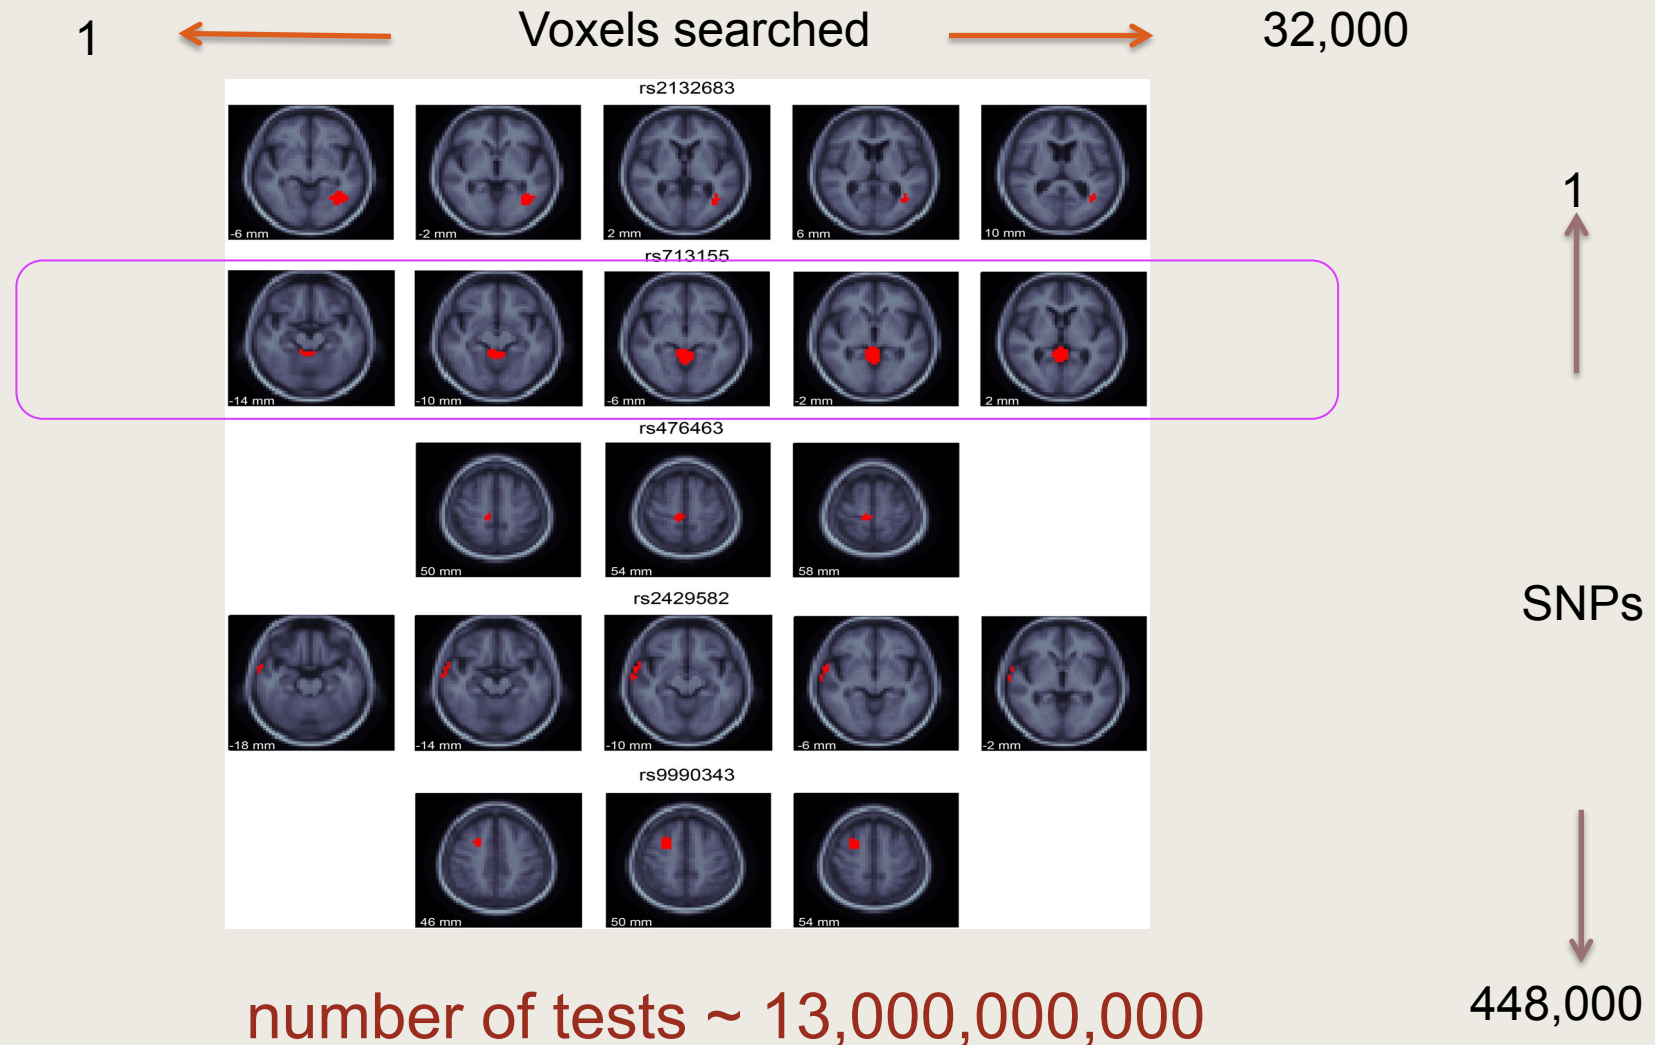 1 Voxels searched 32,000
rs2132683
-6 mm -2 mm 2 mm 6 mm 10 mm
1
rs713155
-14 mm -10 mm -6 mm -2 mm 2 mm
rs476463
50 mm 54 mm 58 mm
rs2429582
SNPs
-18 mm -14 mm -10 mm -6 mm -2 mm
rs9990343
46 mm 50 mm 54 mm
number of tests ~ 13,000,000,000
448,000